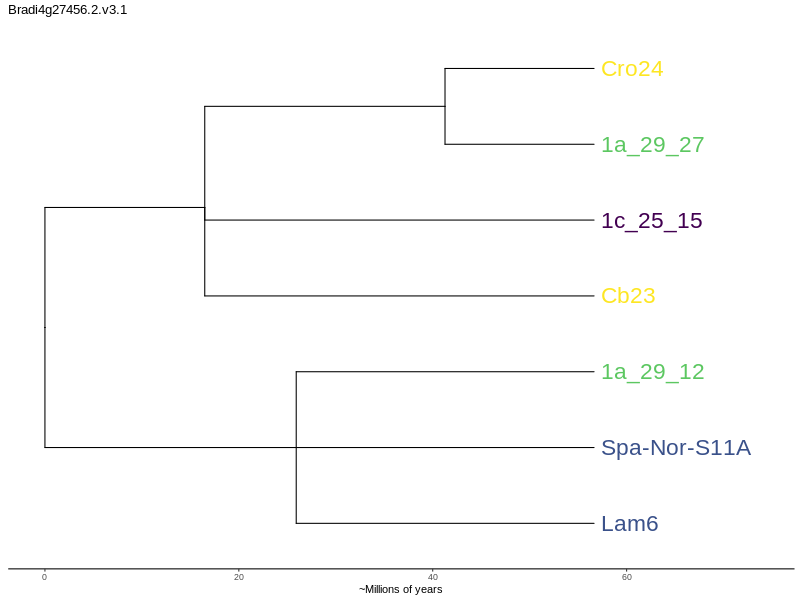 Bradi4g27456.2.v3.1
Cro24
1a_29_27
1c_25_15
Cb23
1a_29_12
Spa-Nor-S11A
Lam6
0 20 40 60
~Millions of years